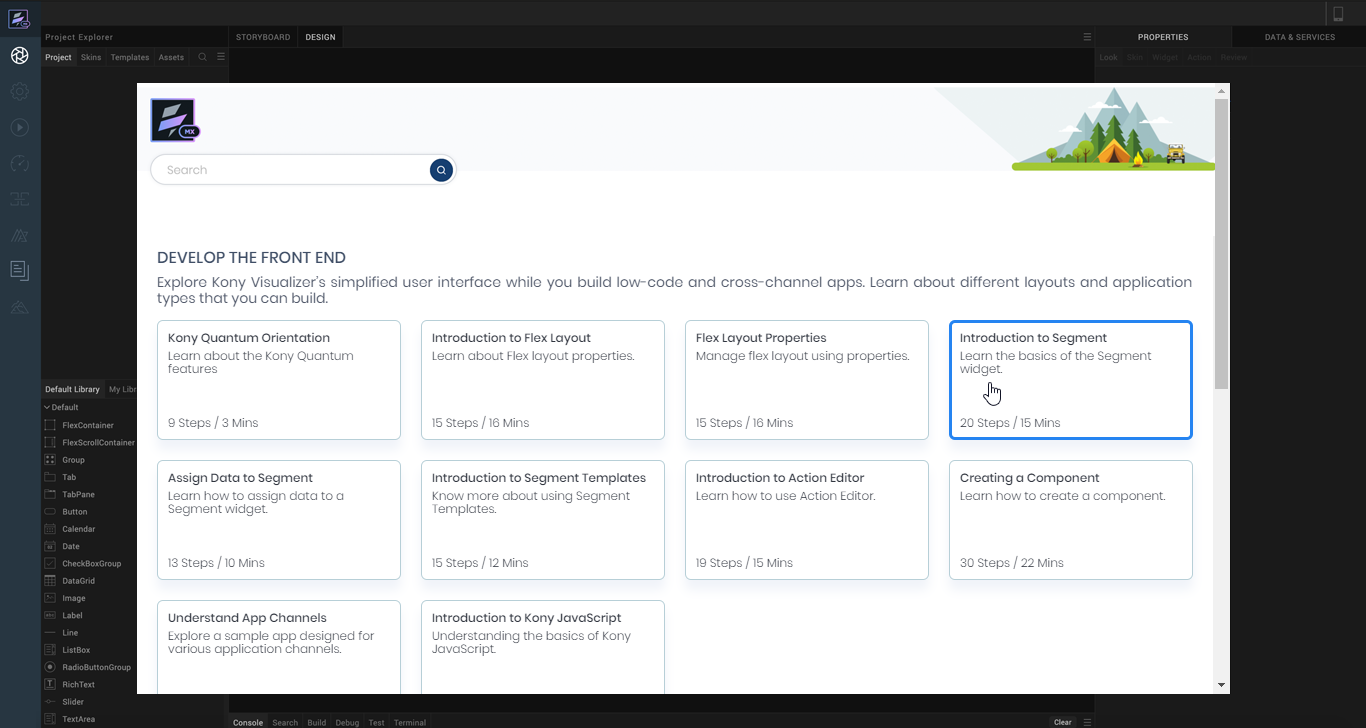 Project Explorer
STORYBOARD
DESIGN
PROPERTIES
DATA & SERVICES
Project
Skins
Templates
Assets
Look
Skin
Widget
Action
Review
MX
Search
DEVELOP THE FRONT END
Explore Kony Visualizer's simplified user interface while you build low-code and cross-channel apps. Learn about different layouts and application
types that you can build.
Kony Quantum Orientation
Learn about the Kony Quantum
features
9 Steps / 3 Mins
Introduction to Flex Layout
Learn about Flex layout properties.
15 Steps / 16 Mins
Flex Layout Properties
Manage flex layout using properties.
15 Steps / 16 Mins
Introduction to Segment
Learn the basics of the Segment
widget.
20 Steps / 15 Mins
Assign Data to Segment
Learn how to assign data to a
Segment widget.
13 Steps / 10 Mins
Introduction to Segment Templates
Know more about using Segment
Templates.
15 Steps / 12 Mins
Introduction to Action Editor
Learn how to use Action Editor.
19 Steps / 15 Mins
Creating a Component
Learn how to create a component.
30 Steps / 22 Mins
Understand App Channels
Explore a sample app designed for
various application channels.
Introduction to Kony JavaScript
Understanding the basics of Kony
JavaScript.
Default Library
My Libr
Default
FlexContainer
FlexScrollContainer
Group
Tab
TabPane
Button
Calendar
Date
CheckBoxGroup
DataGrid
Image
Label
Line
ListBox
RadioButtonGroup
RichText
Slider
TextArea
Console
Search
Build
Debug
Test
Terminal
Clear